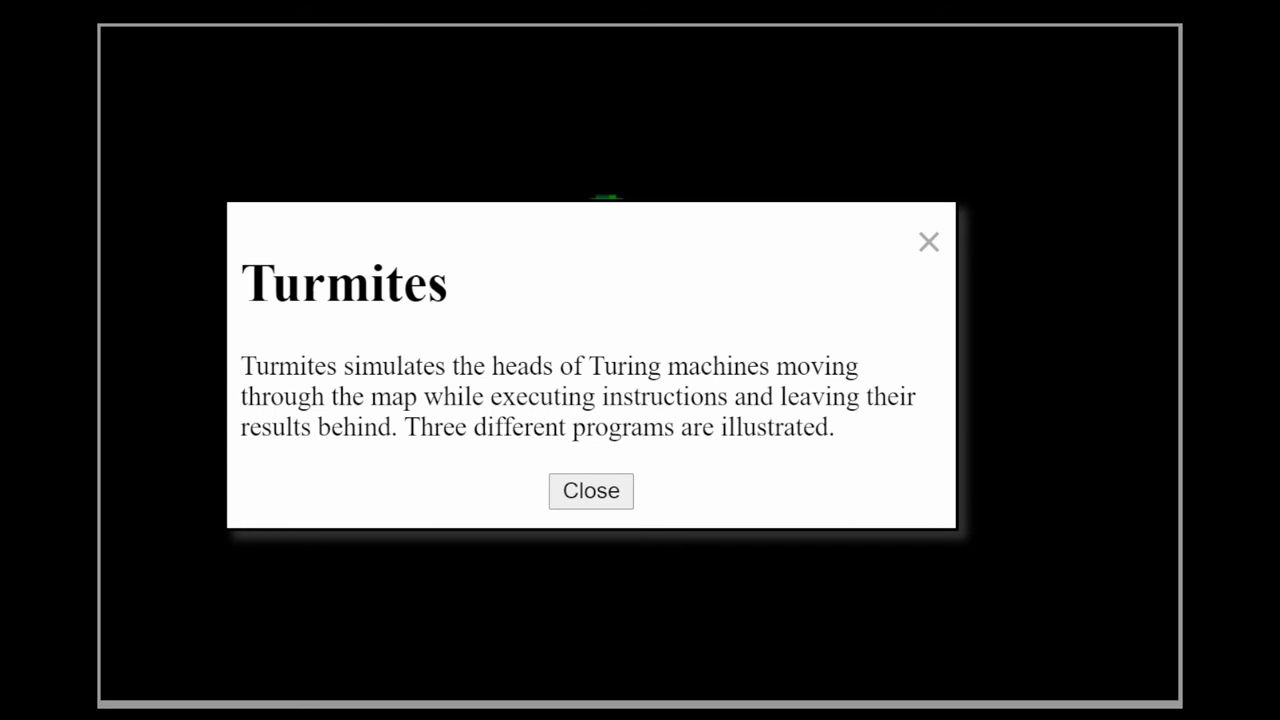 Turmites
Turmites simulates the heads of Turing machines moving
through the map while executing instructions and leaving their
results behind. Three different programs are illustrated.
Close